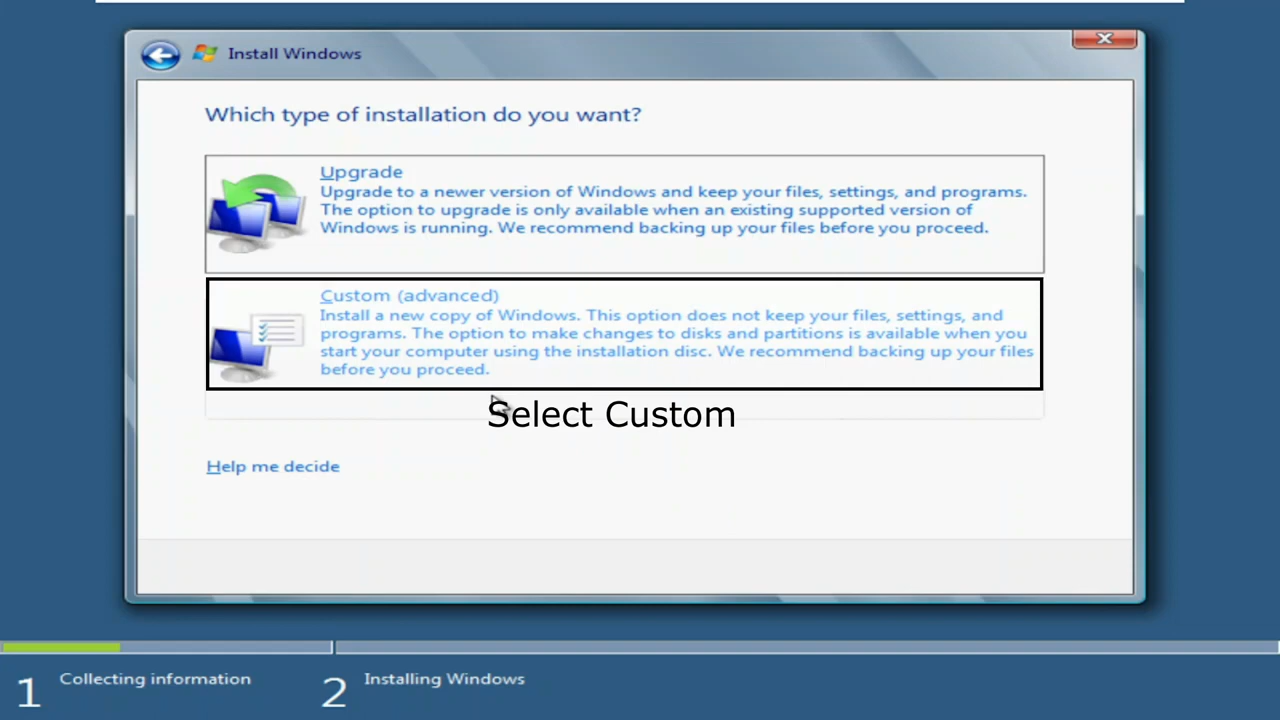 Install Windows
Which type of installation do you want?
Upgrade
Upgrade to a newer version of Windows and keep your files, settings, and programs.
The option to upgrade is only available when an existing supported version of
Windows is running. We recommend backing up your files before you proceed.
Custom (advanced)
Install a new copy of Windows. This option does not keep your files, settings, and
programs. The option to make changes to disks and partitions is available when you
start your computer using the installation disc. We recommend backing up your files
before you proceed.
Select Custom
Help me decide
1 Collecting information 2 Installing Windows